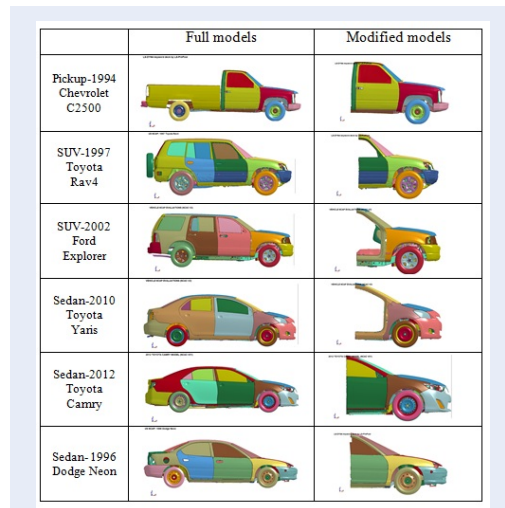 Full models
Modified models
Pickup-1994
Chevrolet
C2500
SUV-1997
Toyota
Rav4
SUV-2002
Ford
Explorer
Sedan-2010
Toyota
Yaris
Sedan-2012
Toyota
Camry
Sedan- 1996
Dodge Neon